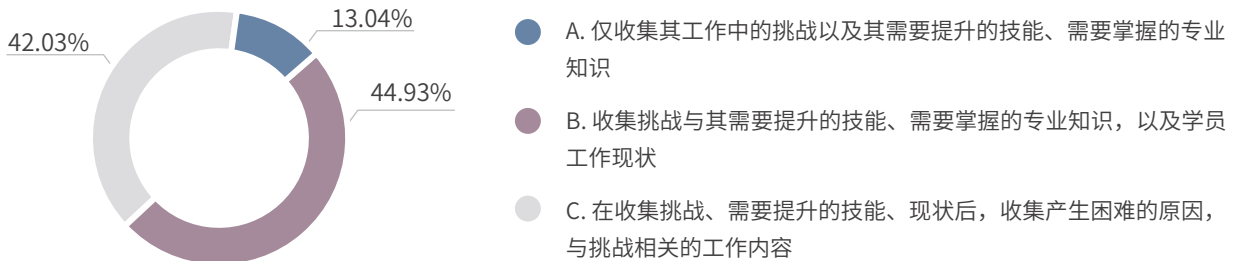 13.04%
42.03%
44.93%
A. 仅收集其工作中的挑战以及其需要提升的技能、需要掌握的专业
知识
B. 收集挑战与其需要提升的技能、需要掌握的专业知识，以及学员
工作现状
C. 在收集挑战、需要提升的技能、现状后，收集产生困难的原因，
与挑战相关的工作内容